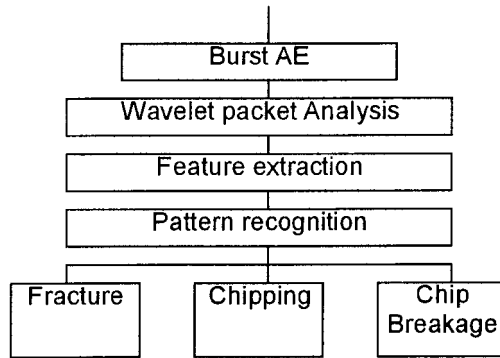 Burst AE
Wavelet packet Analysis
Feature extraction
Pattern recognition
Fracture
Chipping
Chip
Breakage